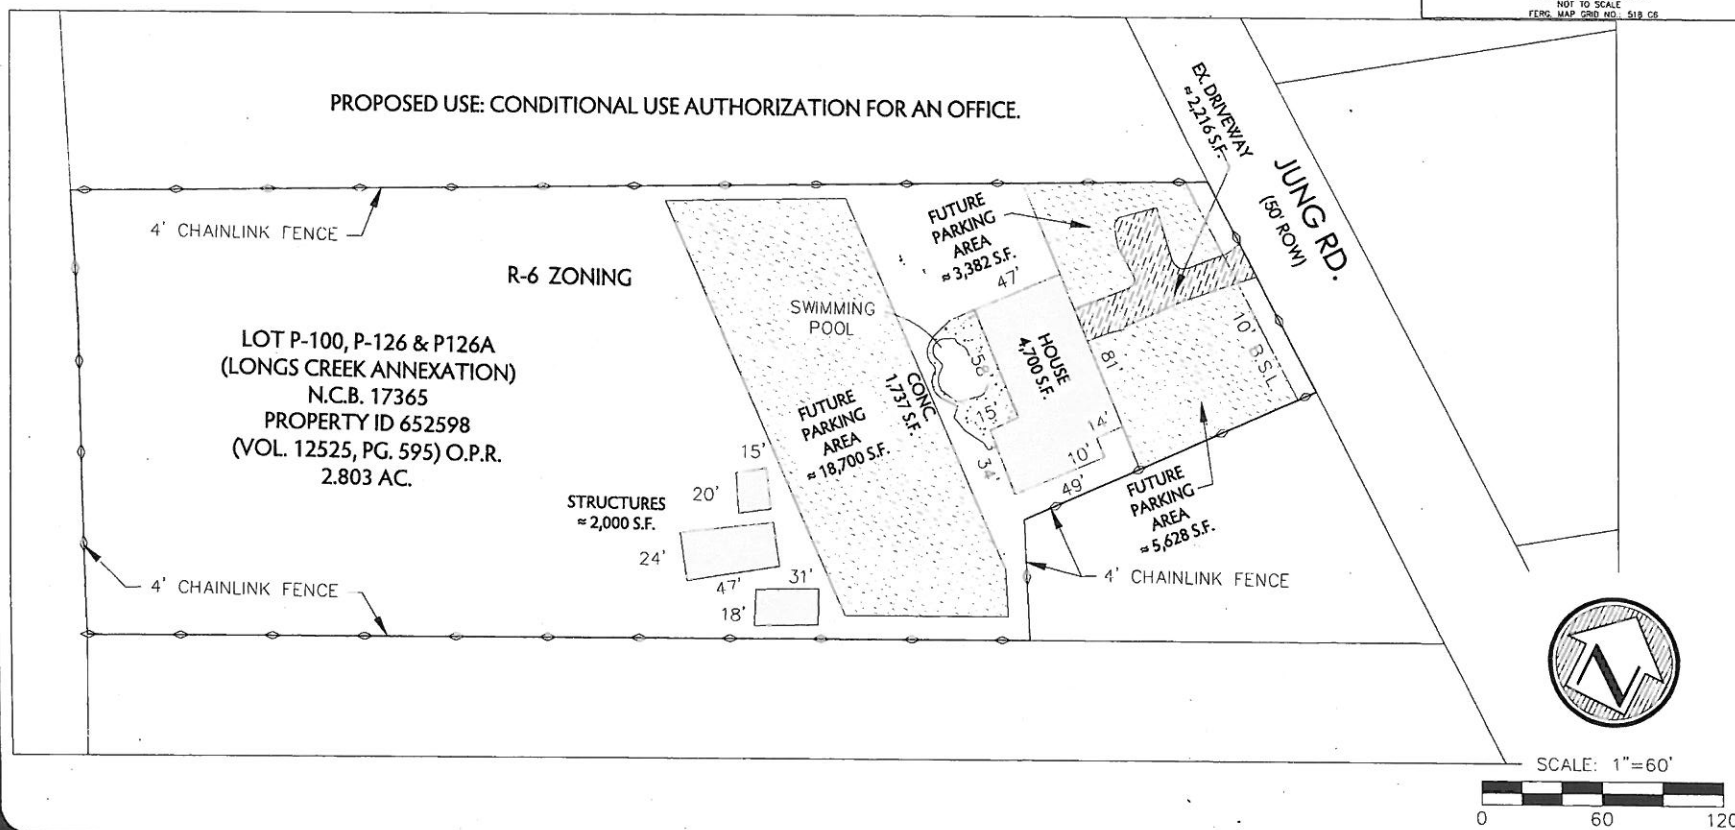 NOT TO SCALE
FERG. MAP GRID NO.: 518 C6
PROPOSED USE: CONDITIONAL USE AUTHORIZATION FOR AN OFFICE.
EX. DRIVEWAY
≈ 2,216 S.F.
JUNG RD.
(50' ROW)
4' CHAINLINK FENCE
R-6 ZONING
FUTURE
PARKING
AREA
≈ 3,382 S.F.
47'
SWIMMING
POOL
LOT P-100, P-126 & P126A
(LONGS CREEK ANNEXATION)
N.C.B. 17365
PROPERTY ID 652598
(VOL. 12525, PG. 595) O.P.R.
2.803 AC.
HOUSE
4,700 S.F.
81'
10' B.S.L.
58'
CONC.
1,737 S.F.
15'
14'
10'
34'
49'
FUTURE
PARKING
AREA
≈ 18,700 S.F.
15'
20'
STRUCTURES
≈ 2,000 S.F.
24'
47'
31'
18'
FUTURE
PARKING
AREA
≈ 5,628 S.F.
4' CHAINLINK FENCE
4' CHAINLINK FENCE
N
SCALE: 1"=60'
0 60 120